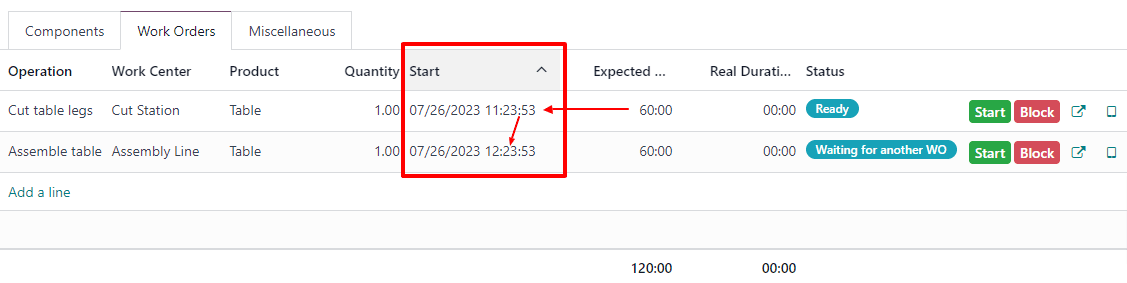 Components Work Orders Miscellaneous
Operation Work Center Product Quantity Start Expected ... Real Durati... Status
Cut table legs Cut Station Table 1.00 07/26/2023 11:23:53 60:00 00:00 Ready Start Block
Assemble table Assembly Line Table 1.00 07/26/2023 12:23:53 60:00 00:00 Waiting for another WO Start Block
Add a line
120:00 00:00